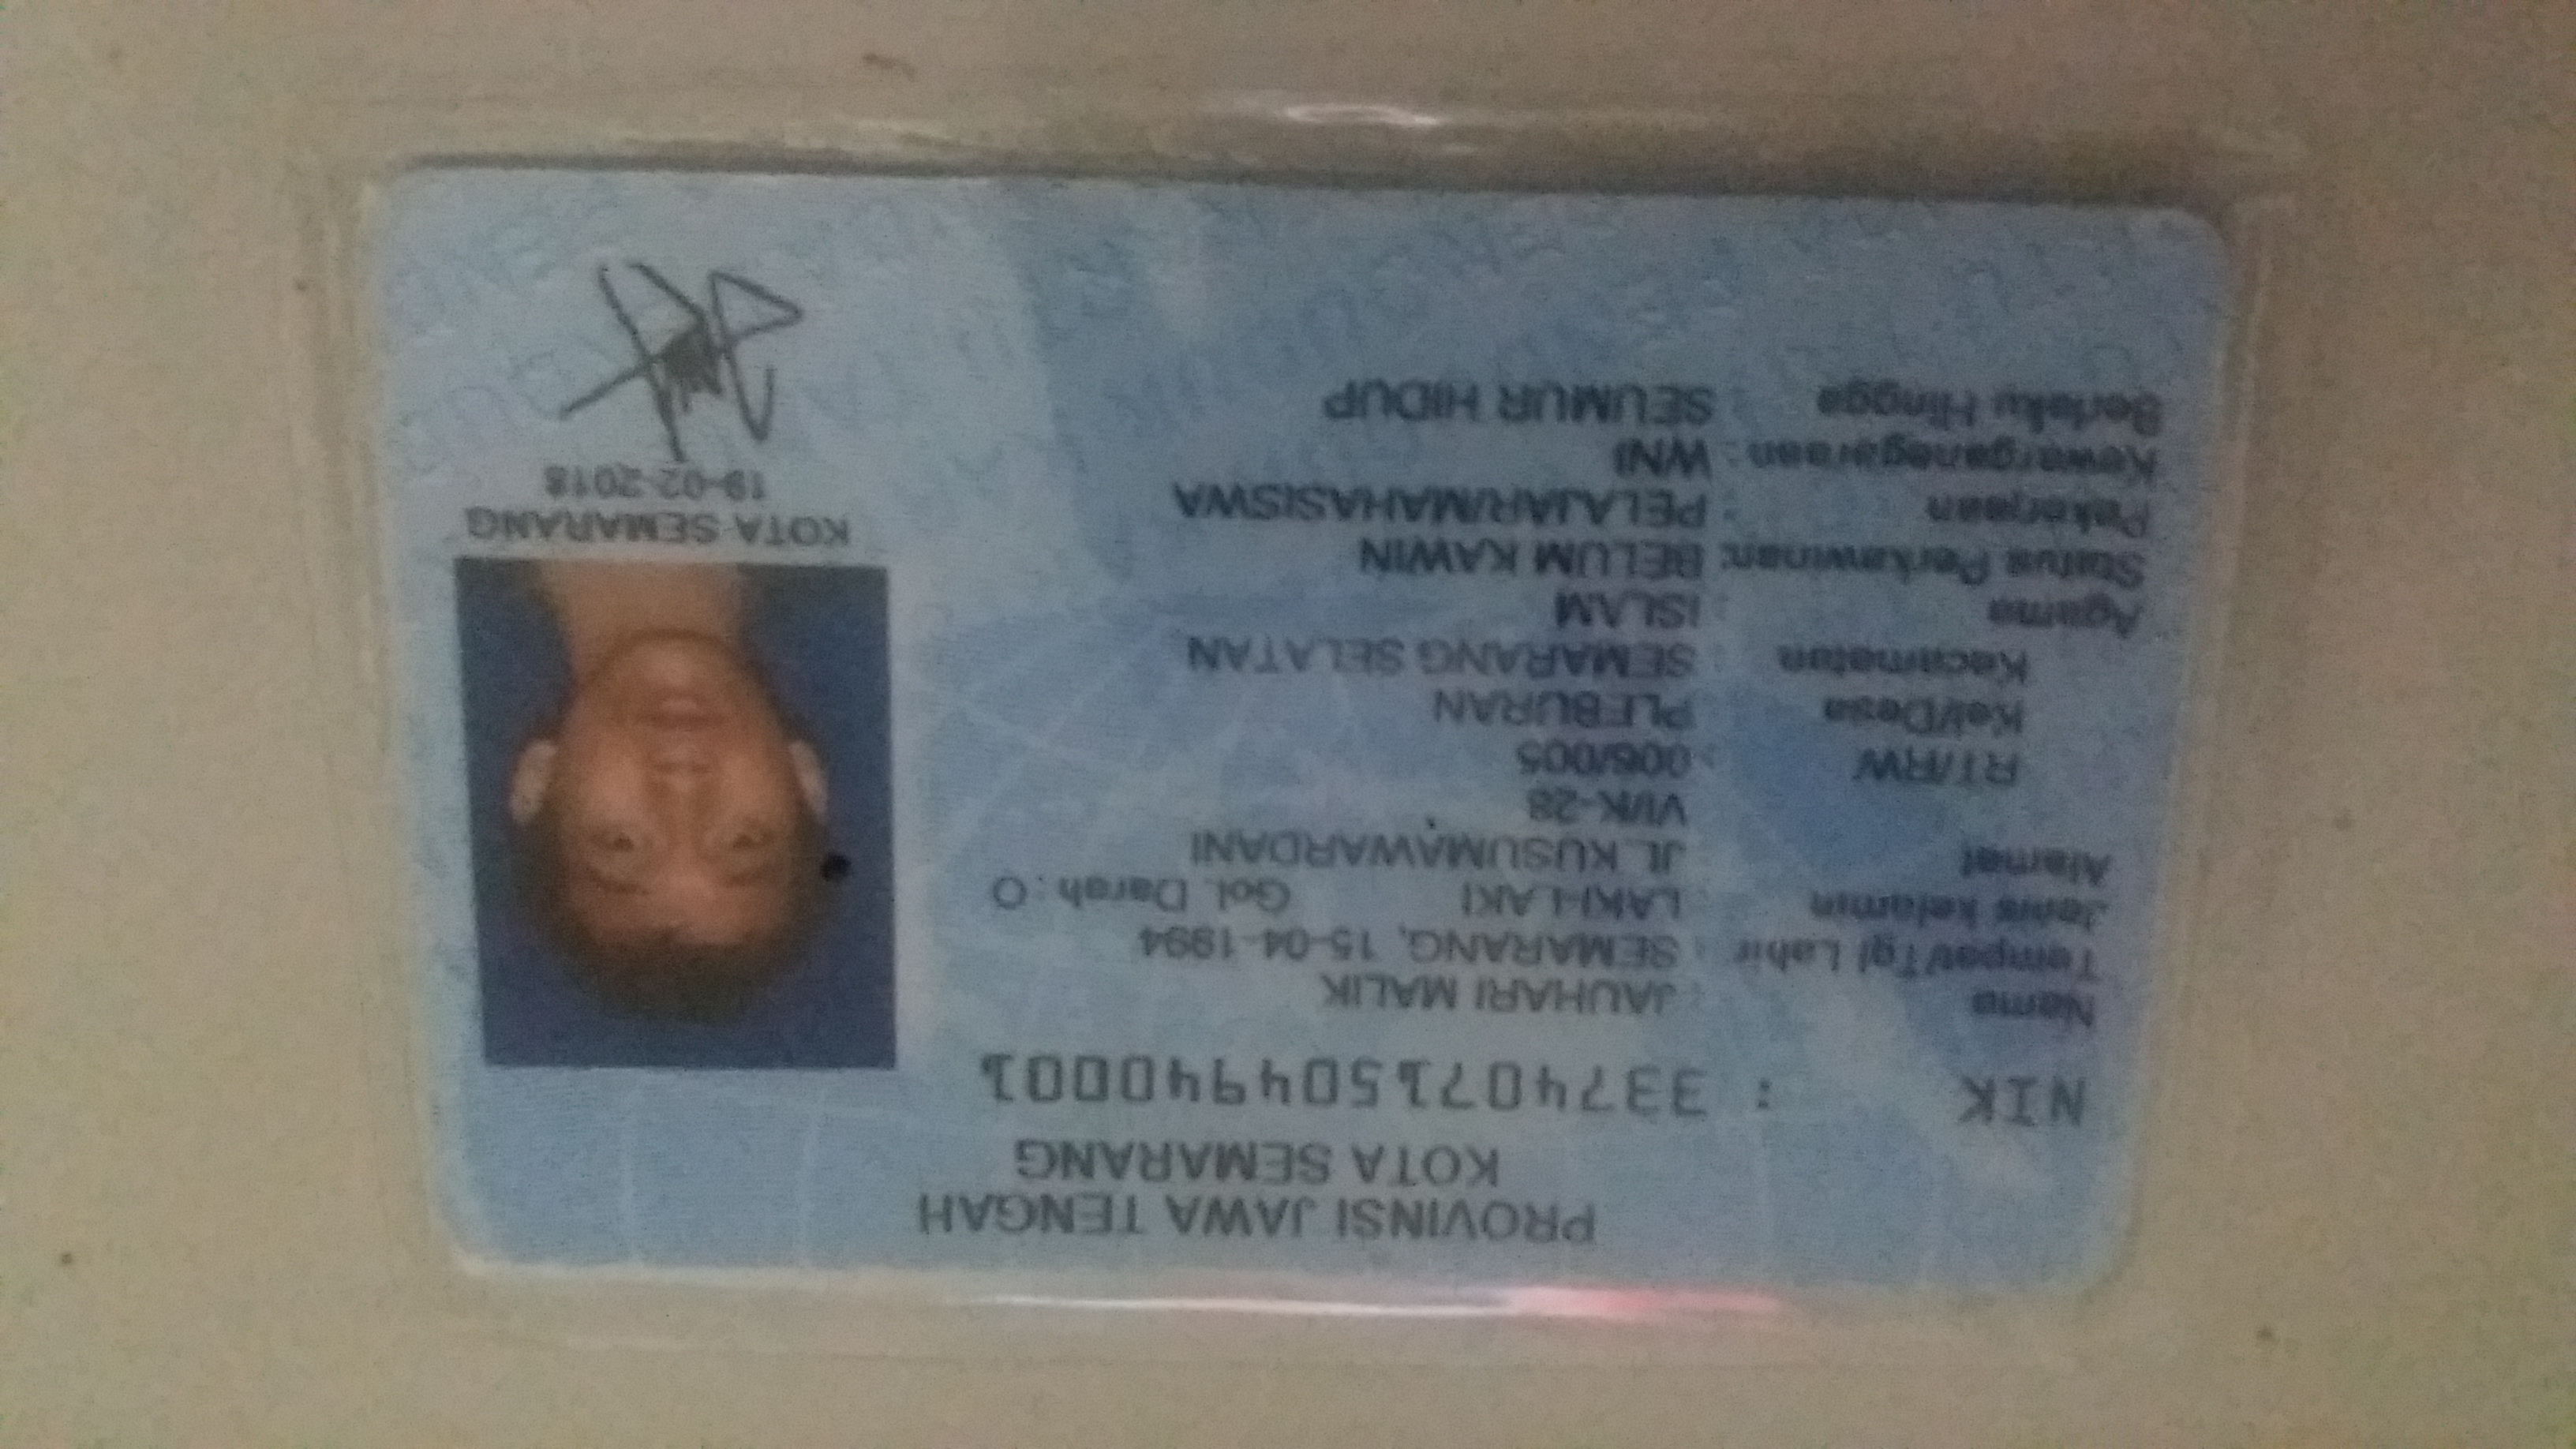 PROVINSI JAWA TENGAH
KOTA SEMARANG
NIK : 3374071504940001
Nama : JAUHARI MALIK
Tempat/Tgl Lahir : SEMARANG, 15-04-1994
Jenis kelamin : LAKI-LAKI Gol. Darah : O
Alamat : JL KUSUMAWARDANI
VI/K-28
RT/RW : 006/005
Kel/Desa : PLEBURAN
Kecamatan : SEMARANG SELATAN
Agama : ISLAM
Status Perkawinan: BELUM KAWIN
Pekerjaan : PELAJAR/MAHASISWA
Kewarganegaraan : WNI
Berlaku Hingga : SEUMUR HIDUP
KOTA SEMARANG
19-02-2018